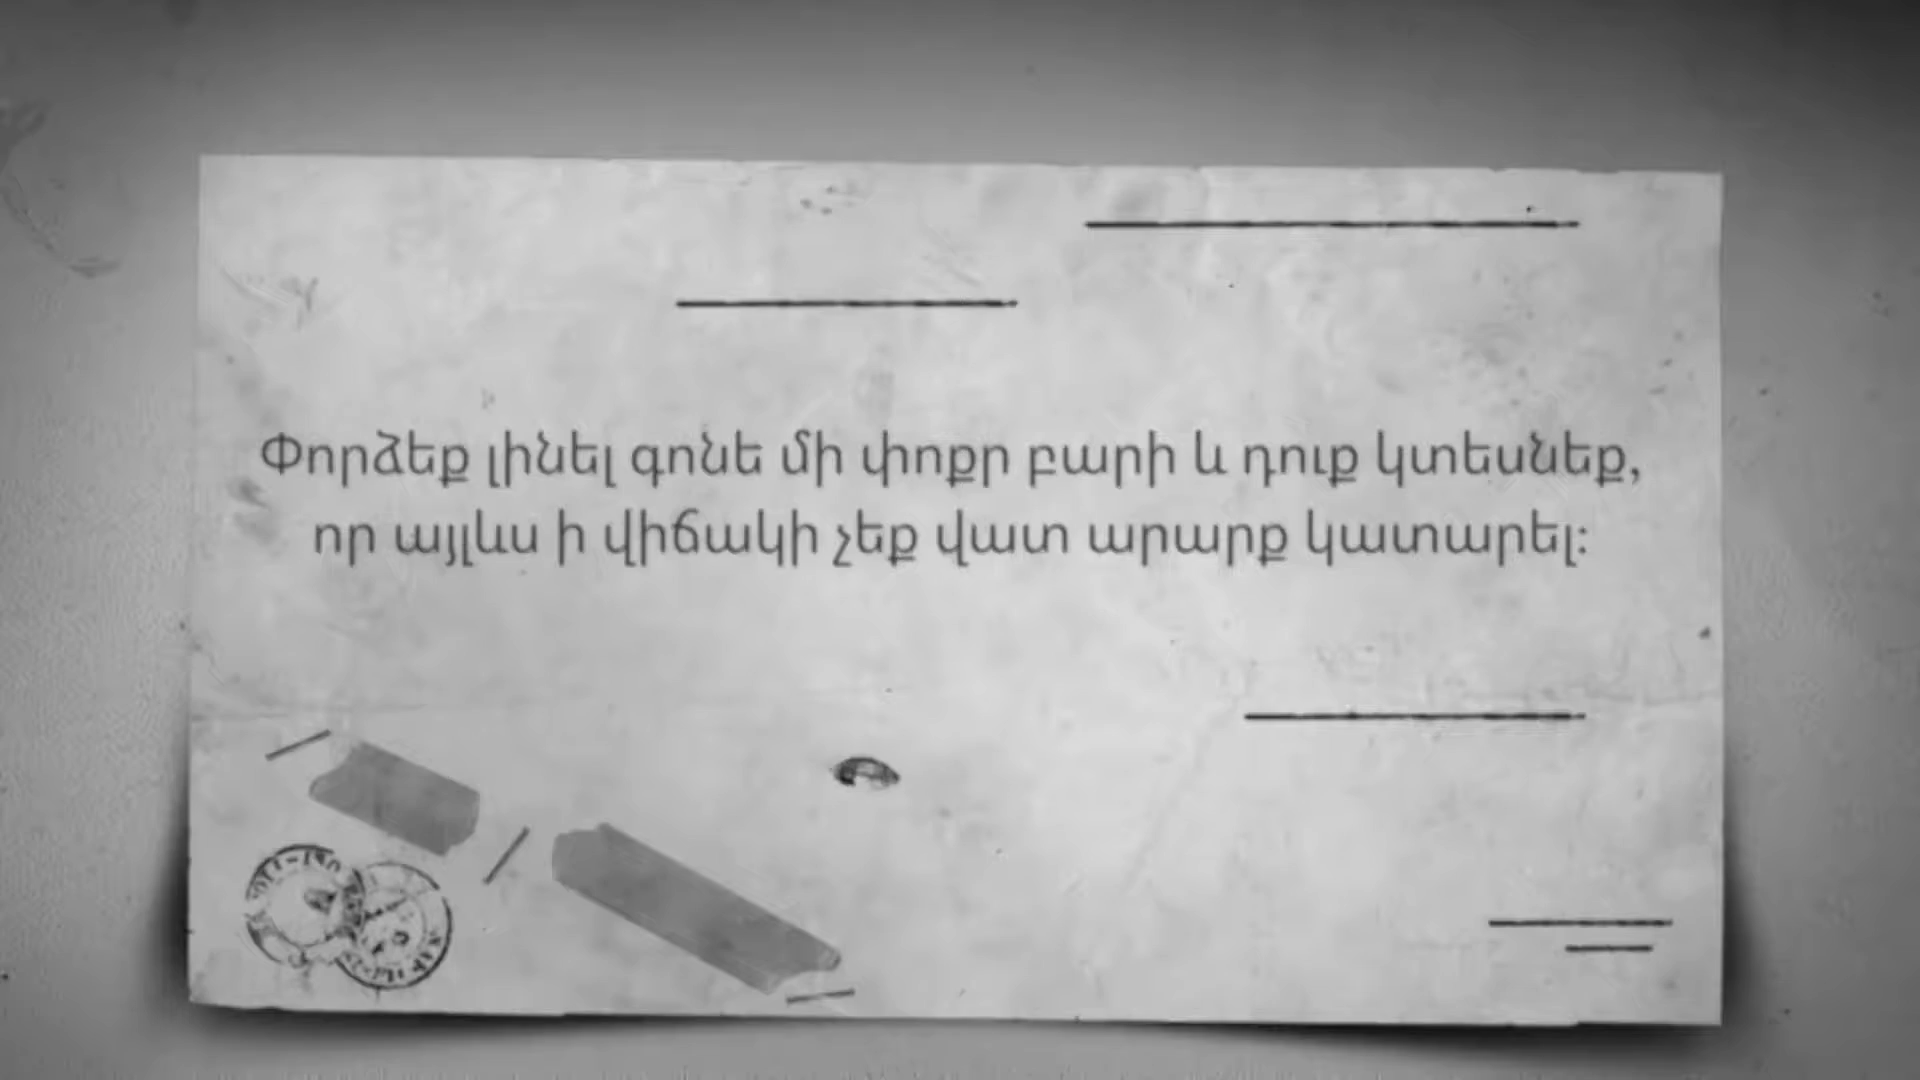 Փորձեք լինել գոնե մի փոքր բարի և դուք կտեսնեք,
որ այլևս ի վիճակի չեք վատ արարք կատարել: